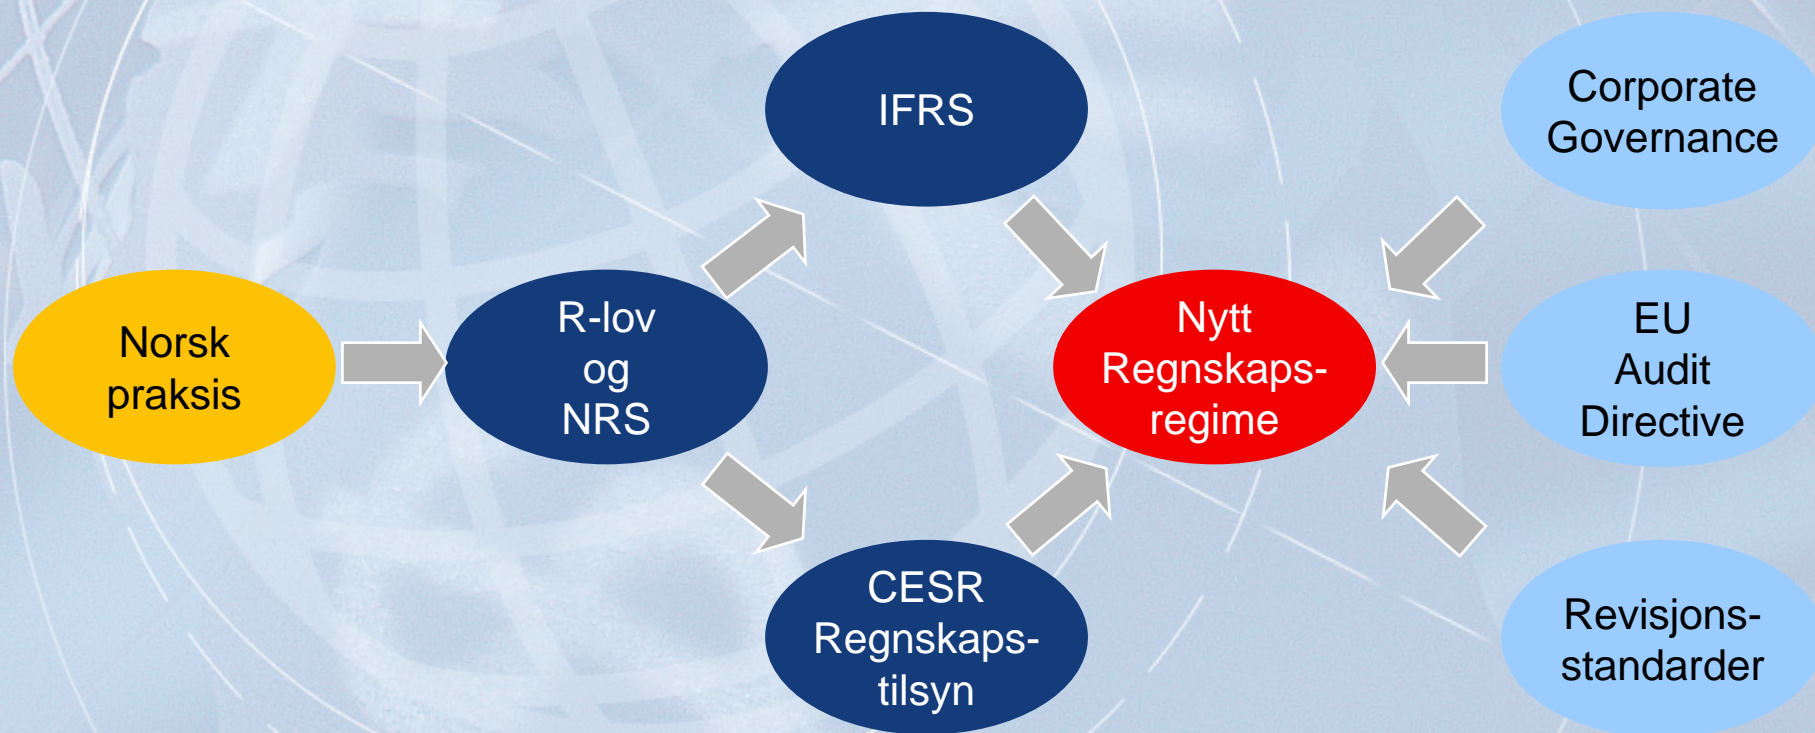 IFRS
Corporate
Governance
Norsk
praksis
R-lov
og
NRS
Nytt
Regnskaps-
regime
EU
Audit
Directive
CESR
Regnskaps-
tilsyn
Revisjons-
standarder